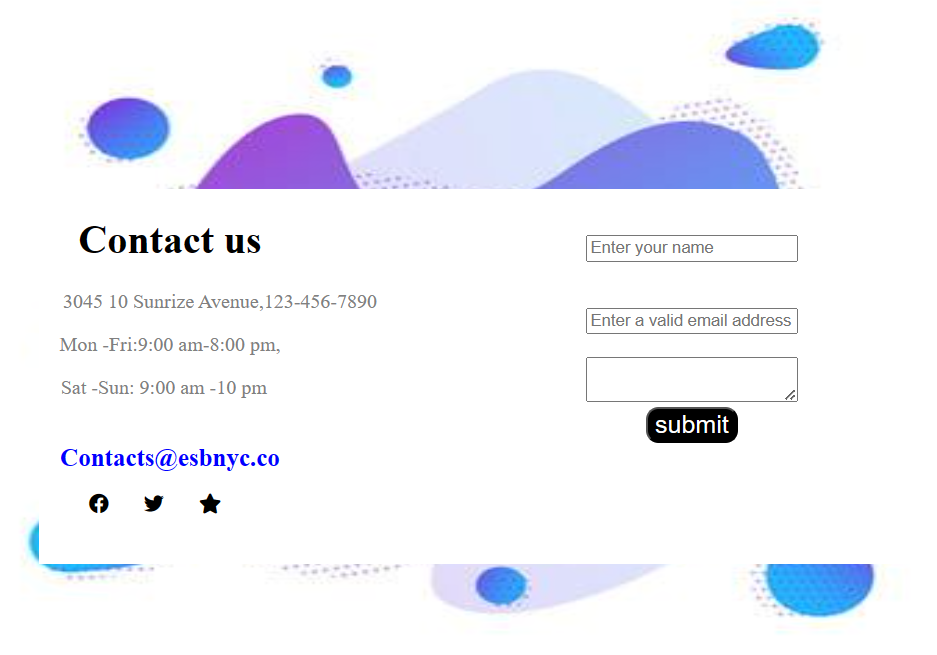 Contact us
3045 10 Sunrize Avenue,123-456-7890
Mon -Fri:9:00 am-8:00 pm,
Sat -Sun: 9:00 am -10 pm
Contacts@esbnyc.co
Enter your name
Enter a valid email address
submit